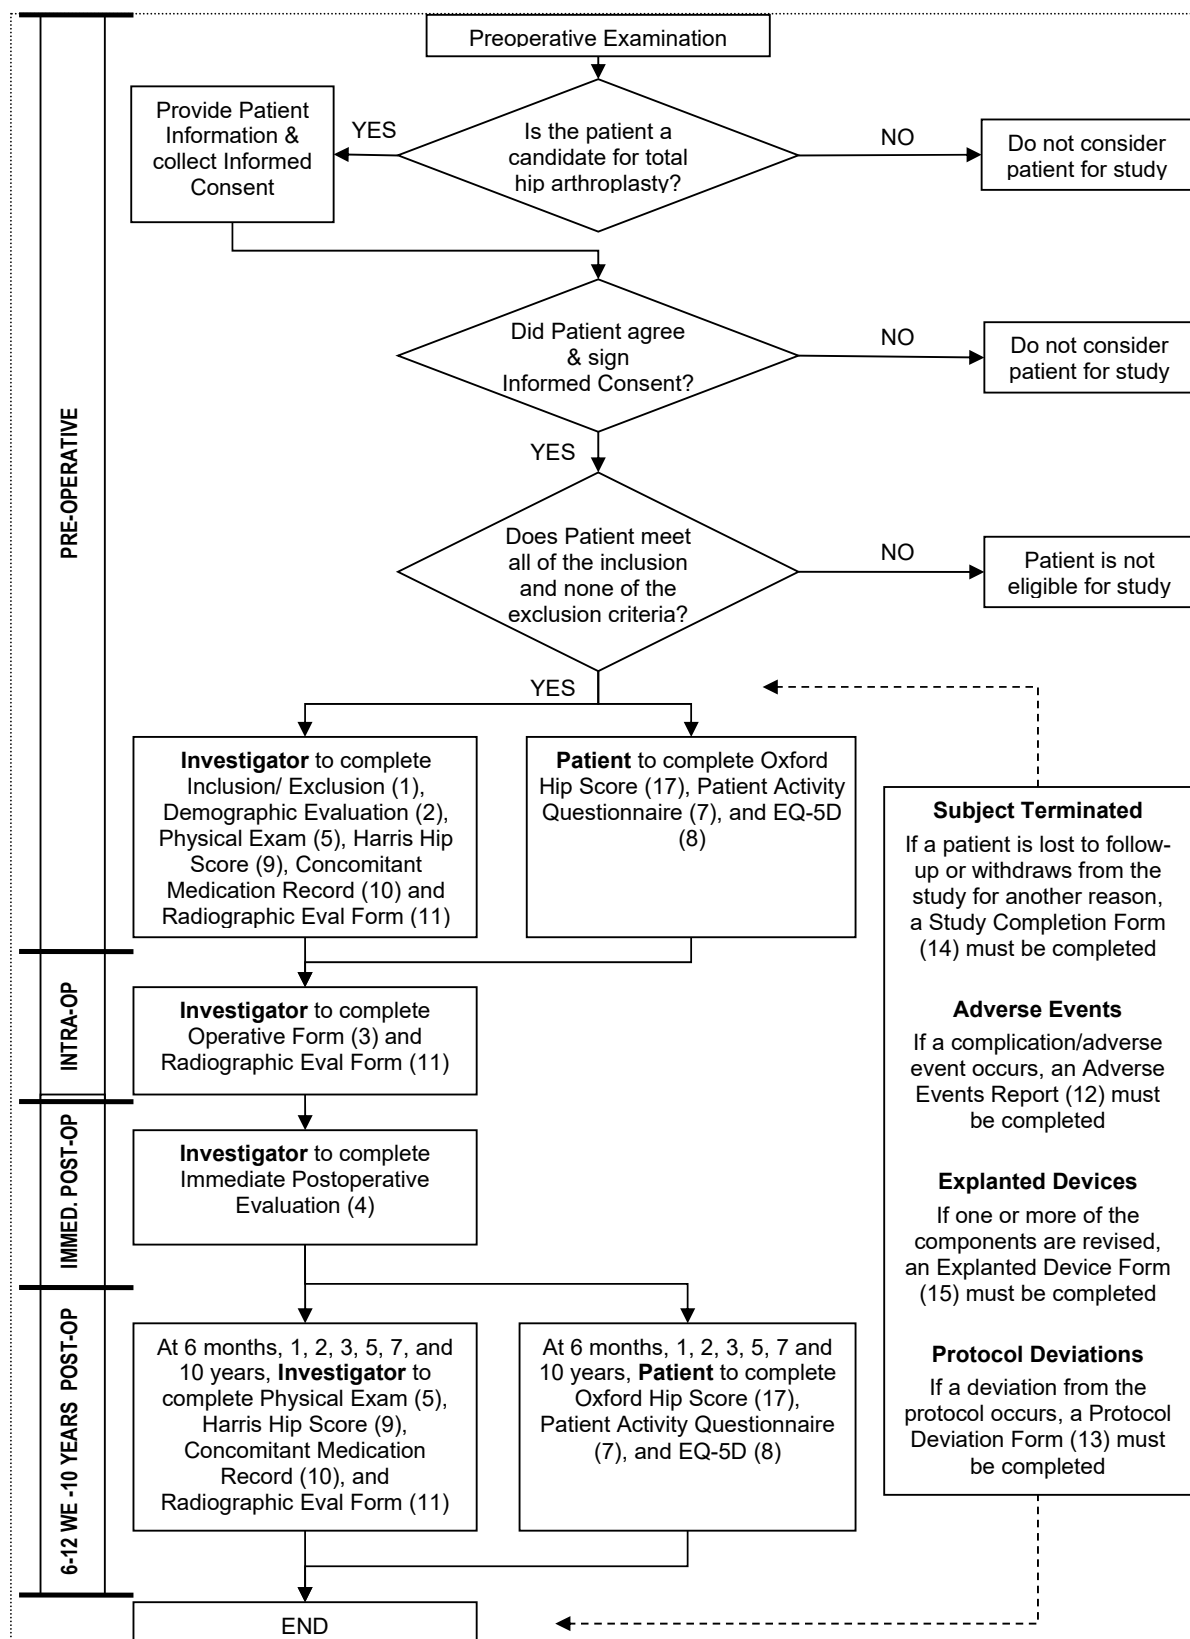 Preoperative Examination
Provide Patient
Information &
collect Informed
Consent
YES
Is the patient a
candidate for total
hip arthroplasty?
NO
Do not consider
patient for study
Did Patient agree
& sign
Informed Consent?
NO
Do not consider
patient for study
YES
Does Patient meet
all of the inclusion
and none of the
exclusion criteria?
NO
Patient is not
eligible for study
YES
PRE-OPERATIVE
Investigator to complete
Inclusion/ Exclusion (1),
Demographic Evaluation (2),
Physical Exam (5), Harris Hip
Score (9), Concomitant
Medication Record (10) and
Radiographic Eval Form (11)
Patient to complete Oxford
Hip Score (17), Patient Activity
Questionnaire (7), and EQ-5D
(8)
INTRA-OP
Investigator to complete
Operative Form (3) and
Radiographic Eval Form (11)
IMMED. POST-OP
Investigator to complete
Immediate Postoperative
Evaluation (4)
6-12 WE -10 YEARS POST-OP
At 6 months, 1, 2, 3, 5, 7, and
10 years, Investigator to
complete Physical Exam (5),
Harris Hip Score (9),
Concomitant Medication
Record (10), and
Radiographic Eval Form (11)
At 6 months, 1, 2, 3, 5, 7 and
10 years, Patient to complete
Oxford Hip Score (17),
Patient Activity Questionnaire
(7), and EQ-5D (8)
END
Subject Terminated
If a patient is lost to follow-
up or withdraws from the
study for another reason,
a Study Completion Form
(14) must be completed
Adverse Events
If a complication/adverse
event occurs, an Adverse
Events Report (12) must
be completed
Explanted Devices
If one or more of the
components are revised,
an Explanted Device Form
(15) must be completed
Protocol Deviations
If a deviation from the
protocol occurs, a Protocol
Deviation Form (13) must
be completed